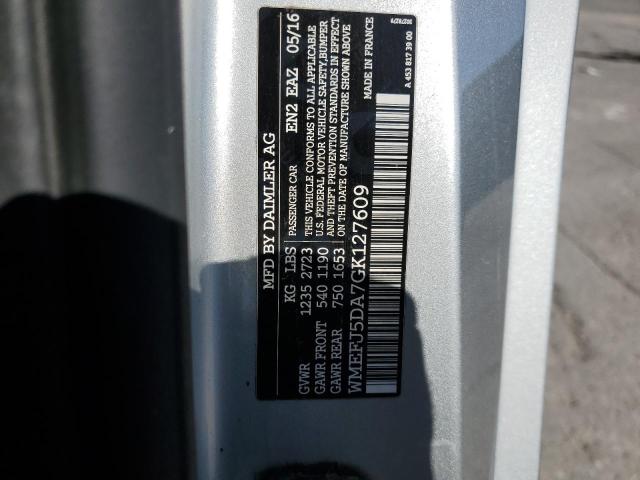 MFD BY DAIMLER AG
KG LBS PASSENGER CAR EN2 EAZ 05/16
GVWR 1235 2723 THIS VEHICLE CONFORMS TO ALL APPLICABLE
GAWR FRONT 540 1190 U.S. FEDERAL MOTOR VEHICLE SAFETY,BUMPER
GAWR REAR 750 1653 AND THEFT PREVENTION STANDARDS IN EFFECT
ON THE DATE OF MANUFACTURE SHOWN ABOVE
WMEFJ5DA7GK127609 MADE IN FRANCE
A 453 817 39 00